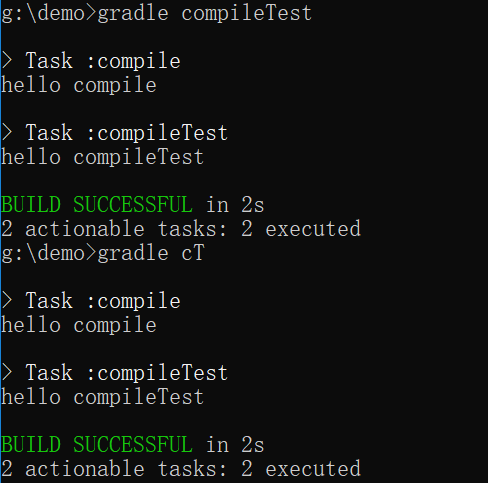 g:\demo>gradle compileTest
> Task :compile
hello compile
> Task :compileTest
hello compileTest
BUILD SUCCESSFUL in 2s
2 actionable tasks: 2 executed
g:\demo>gradle cT
> Task :compile
hello compile
> Task :compileTest
hello compileTest
BUILD SUCCESSFUL in 2s
2 actionable tasks: 2 executed